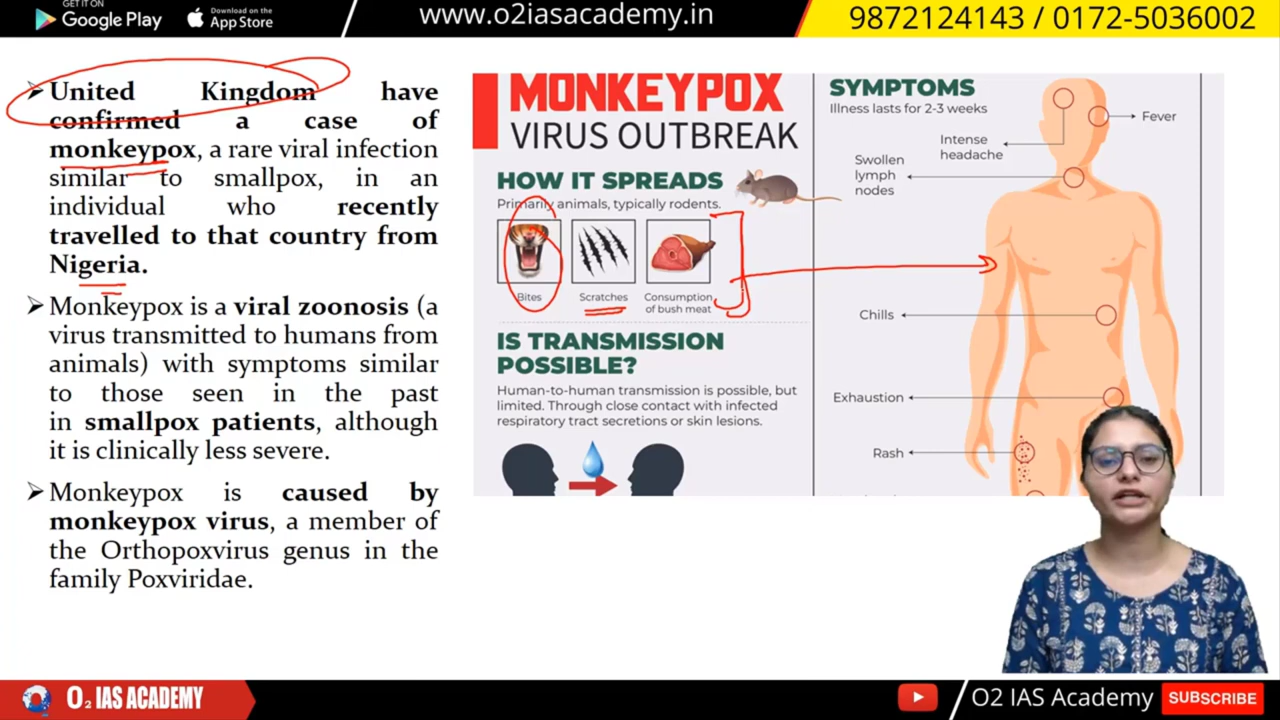 GET IT ON
Google Play
Download on the
App Store
www.o2iasacademy.in
9872124143 / 0172-5036002
➤ United Kingdom have
confirmed a case of
monkeypox, a rare viral infection
similar to smallpox, in an
individual who recently
travelled to that country from
Nigeria.
➤ Monkeypox is a viral zoonosis (a
virus transmitted to humans from
animals) with symptoms similar
to those seen in the past
in smallpox patients, although
it is clinically less severe.
➤ Monkeypox is caused by
monkeypox virus, a member of
the Orthopoxvirus genus in the
family Poxviridae.
MONKEYPOX
VIRUS OUTBREAK
HOW IT SPREADS
Primarily animals, typically rodents.
Bites
Scratches
Consumption
of bush meat
IS TRANSMISSION
POSSIBLE?
Human-to-human transmission is possible, but
limited. Through close contact with infected
respiratory tract secretions or skin lesions.
SYMPTOMS
Illness lasts for 2-3 weeks
Fever
Intense
headache
Swollen
lymph
nodes
Chills
Exhaustion
Rash
O2 IAS ACADEMY
O2 IAS Academy
SUBSCRIBE